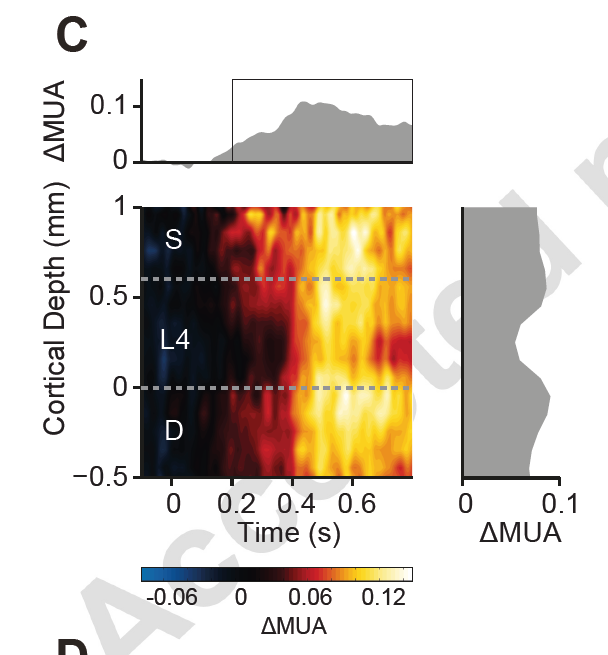 C
ΔMUA
0.1
0
Cortical Depth (mm)
1
0.5
0
−0.5
S
L4
D
0 0.2 0.4 0.6
Time (s)
0 0.1
ΔMUA
-0.06 0 0.06 0.12
ΔMUA
D